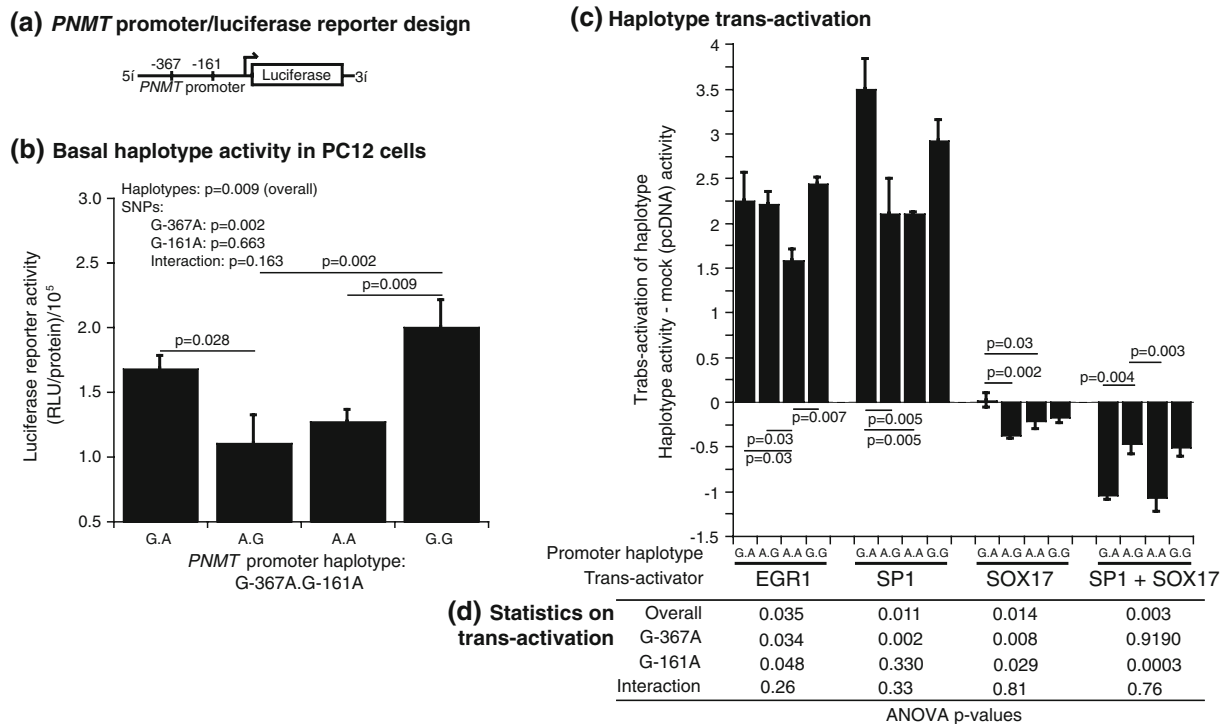 (a) PNMT promoter/luciferase reporter design
-367 -161
5í Luciferase 3í
PNMT promoter
(b) Basal haplotype activity in PC12 cells
Haplotypes: p=0.009 (overall)
SNPs:
G-367A: p=0.002
G-161A: p=0.663
Interaction: p=0.163
p=0.002
p=0.009
p=0.028
3.0
2.5
2.0
1.5
1.0
0.5
Luciferase reporter activity
(RLU/protein)/10⁵
G.A A.G A.A G.G
PNMT promoter haplotype:
G-367A.G-161A
(c) Haplotype trans-activation
Trabs-activation of haplotype
Haplotype activity - mock (pcDNA) activity
4
3.5
3
2.5
2
1.5
1
0.5
0
-0.5
-1
-1.5
p=0.007
p=0.03
p=0.03
p=0.005
p=0.005
p=0.03
p=0.002
p=0.003
p=0.004
Promoter haplotype G.A A.G A.A G.G G.A A.G A.A G.G G.A A.G A.A G.G G.A A.G A.A G.G
Trans-activator EGR1 SP1 SOX17 SP1 + SOX17
(d) Statistics on
trans-activation
Overall 0.035 0.011 0.014 0.003
G-367A 0.034 0.002 0.008 0.9190
G-161A 0.048 0.330 0.029 0.0003
Interaction 0.26 0.33 0.81 0.76
ANOVA p-values